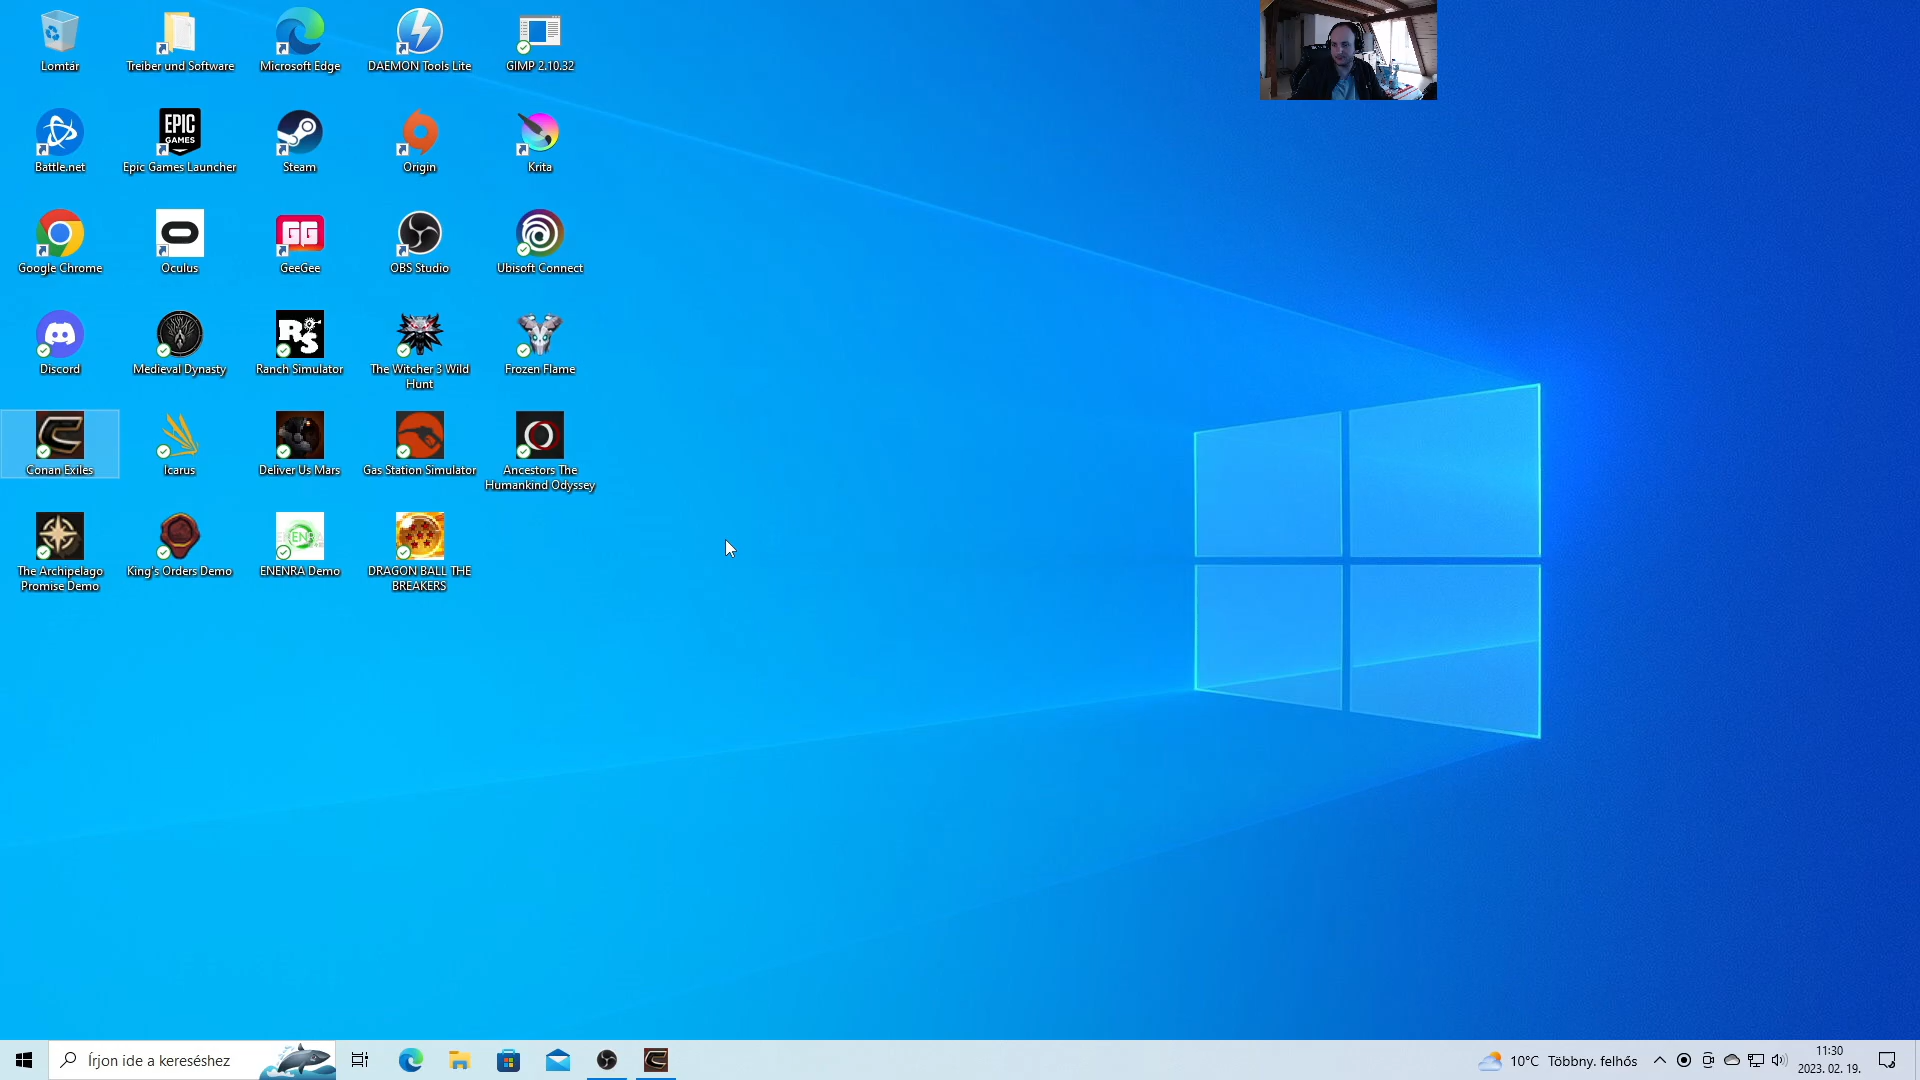 Lomtár
Treiber und Software
Microsoft Edge
DAEMON Tools Lite
GIMP 2.10.32
Battle.net
EPIC
GAMES
Epic Games Launcher
Steam
Origin
Krita
Google Chrome
Oculus
GG
GeeGee
OBS Studio
Ubisoft Connect
Discord
Medieval Dynasty
RS
Ranch Simulator
The Witcher 3 Wild
Hunt
Frozen Flame
Conan Exiles
Icarus
Deliver Us Mars
Gas Station Simulator
Ancestors The
Humankind Odyssey
The Archipelago
Promise Demo
King's Orders Demo
ENENRA
ENENRA Demo
DRAGON BALL THE
BREAKERS
Írjon ide a kereséshez
10°C Többny. felhős
11:30
2023. 02. 19.